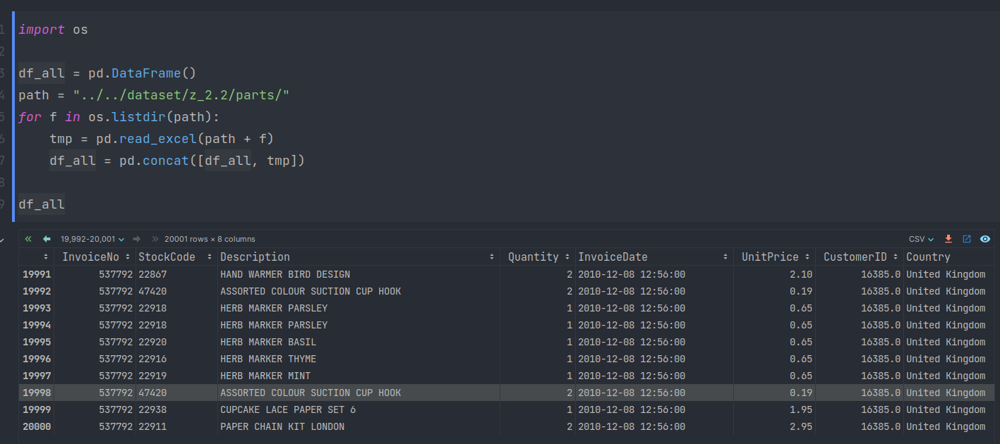 1 import os
2
3 df_all = pd.DataFrame()
4 path = "../../dataset/z_2.2/parts/"
5 for f in os.listdir(path):
6     tmp = pd.read_excel(path + f)
7     df_all = pd.concat([df_all, tmp])
8
9 df_all
19,992-20,001 20001 rows × 8 columns CSV
InvoiceNo StockCode Description Quantity InvoiceDate UnitPrice CustomerID Country
19991 537792 22867 HAND WARMER BIRD DESIGN 2 2010-12-08 12:56:00 2.10 16385.0 United Kingdom
19992 537792 47420 ASSORTED COLOUR SUCTION CUP HOOK 2 2010-12-08 12:56:00 0.19 16385.0 United Kingdom
19993 537792 22918 HERB MARKER PARSLEY 1 2010-12-08 12:56:00 0.65 16385.0 United Kingdom
19994 537792 22918 HERB MARKER PARSLEY 1 2010-12-08 12:56:00 0.65 16385.0 United Kingdom
19995 537792 22920 HERB MARKER BASIL 1 2010-12-08 12:56:00 0.65 16385.0 United Kingdom
19996 537792 22916 HERB MARKER THYME 1 2010-12-08 12:56:00 0.65 16385.0 United Kingdom
19997 537792 22919 HERB MARKER MINT 1 2010-12-08 12:56:00 0.65 16385.0 United Kingdom
19998 537792 47420 ASSORTED COLOUR SUCTION CUP HOOK 2 2010-12-08 12:56:00 0.19 16385.0 United Kingdom
19999 537792 22938 CUPCAKE LACE PAPER SET 6 1 2010-12-08 12:56:00 1.95 16385.0 United Kingdom
20000 537792 22911 PAPER CHAIN KIT LONDON 2 2010-12-08 12:56:00 2.95 16385.0 United Kingdom